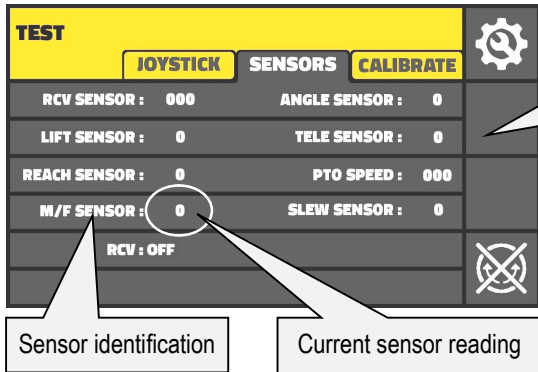 TEST
JOYSTICK SENSORS CALIBRATE
RCV SENSOR : 000 ANGLE SENSOR : 0
LIFT SENSOR : 0 TELE SENSOR : 0
REACH SENSOR : 0 PTO SPEED : 000
M/F SENSOR : 0 SLEW SENSOR : 0
RCV : OFF
Sensor identification Current sensor reading